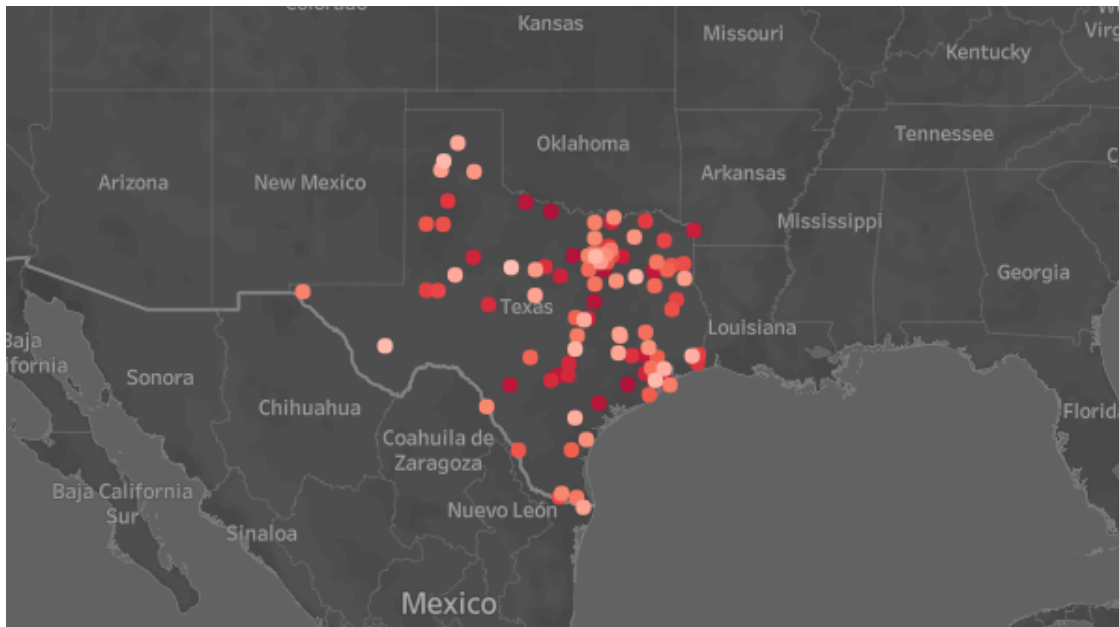 Colorado
Kansas
Missouri
Kentucky
Tennessee
Oklahoma
Arkansas
Arizona
New Mexico
Mississippi
Georgia
Texas
Louisiana
Sonora
Chihuahua
Coahuila de
Zaragoza
Baja California
Sur
Sinaloa
Nuevo León
Mexico